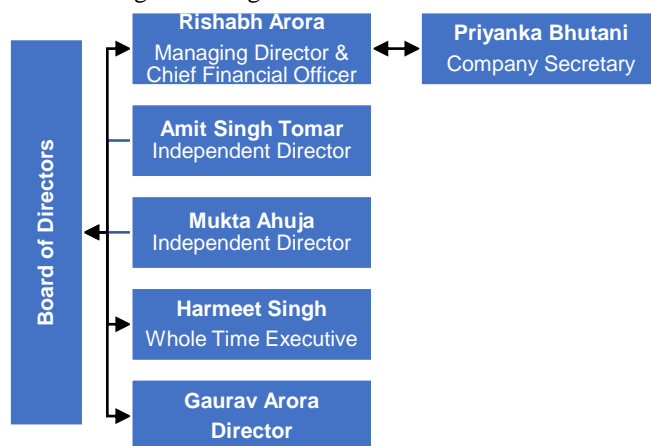 Rishabh Arora
Managing Director &
Chief Financial Officer
Priyanka Bhutani
Company Secretary
Amit Singh Tomar
Independent Director
Mukta Ahuja
Independent Director
Harmeet Singh
Whole Time Executive
Gaurav Arora
Director
Board of Directors